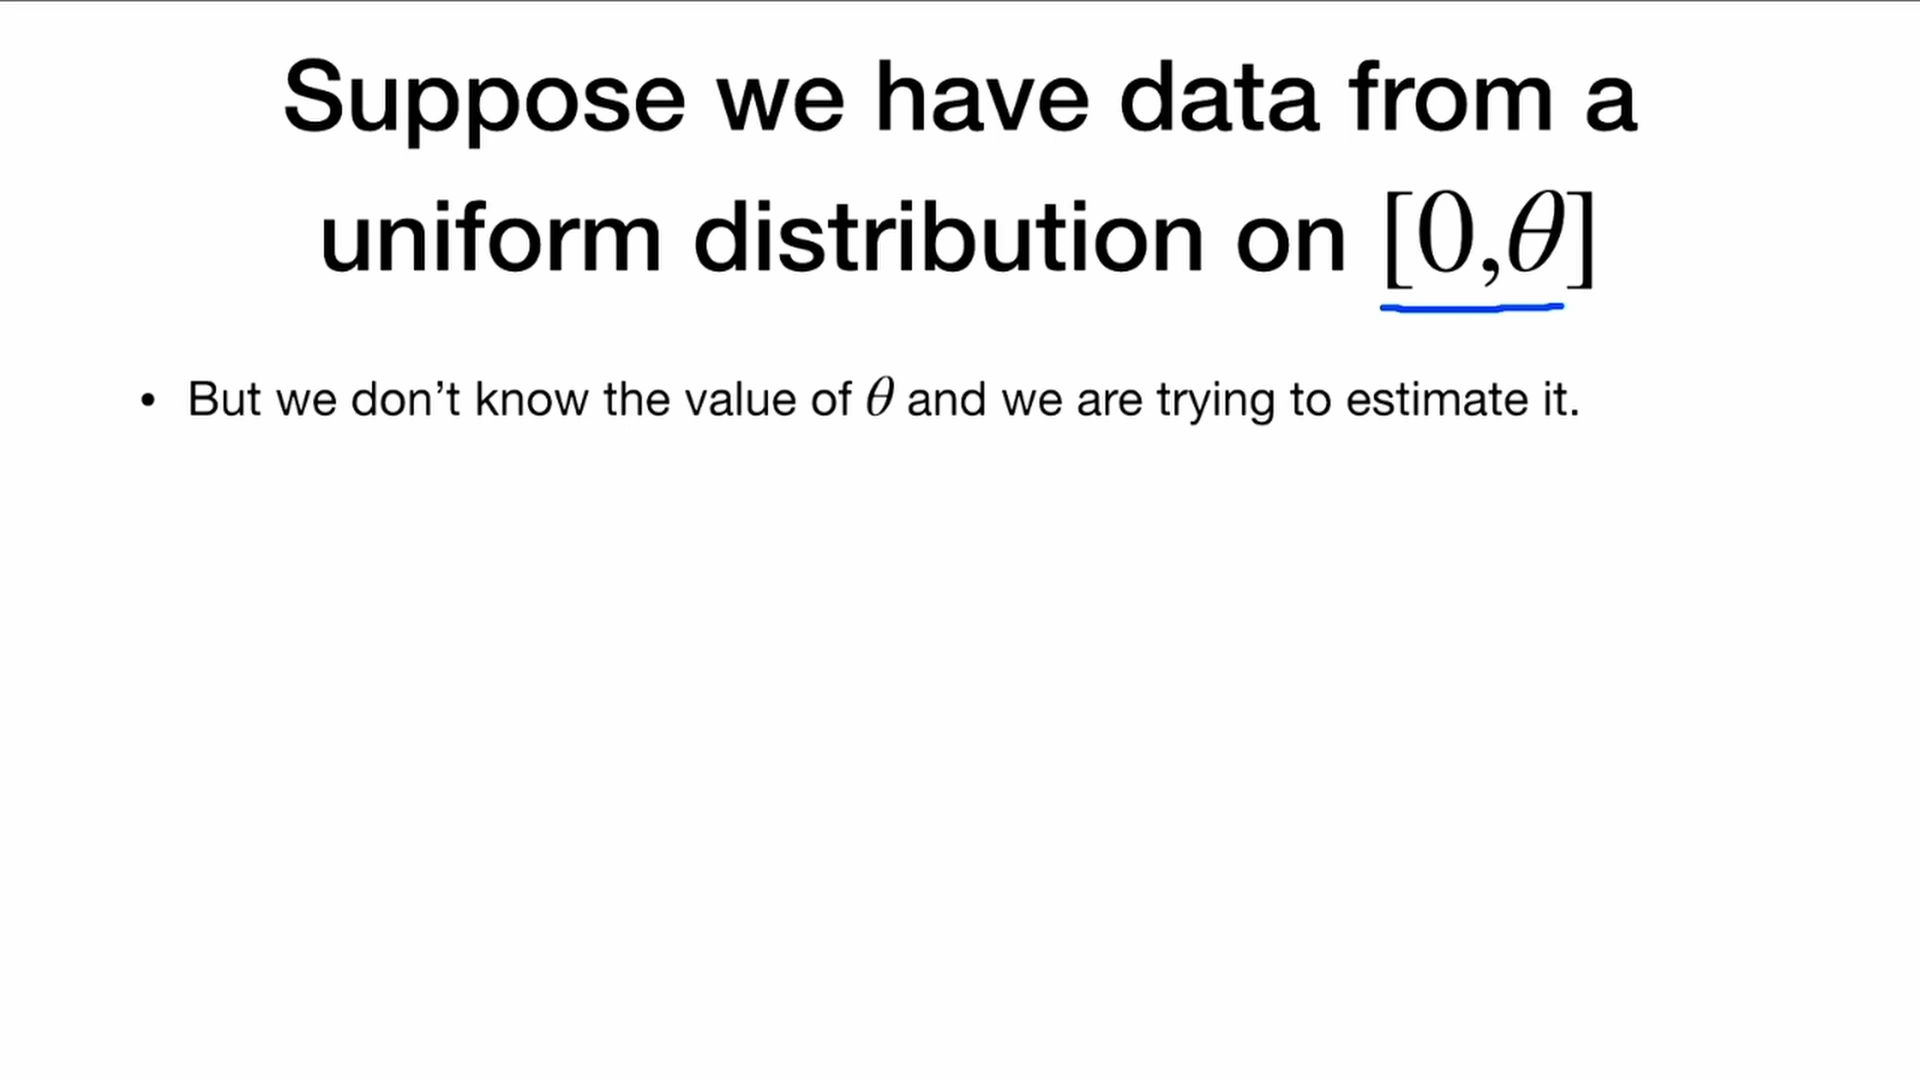 Suppose we have data from a
uniform distribution on [0,θ]
• But we don’t know the value of θ and we are trying to estimate it.